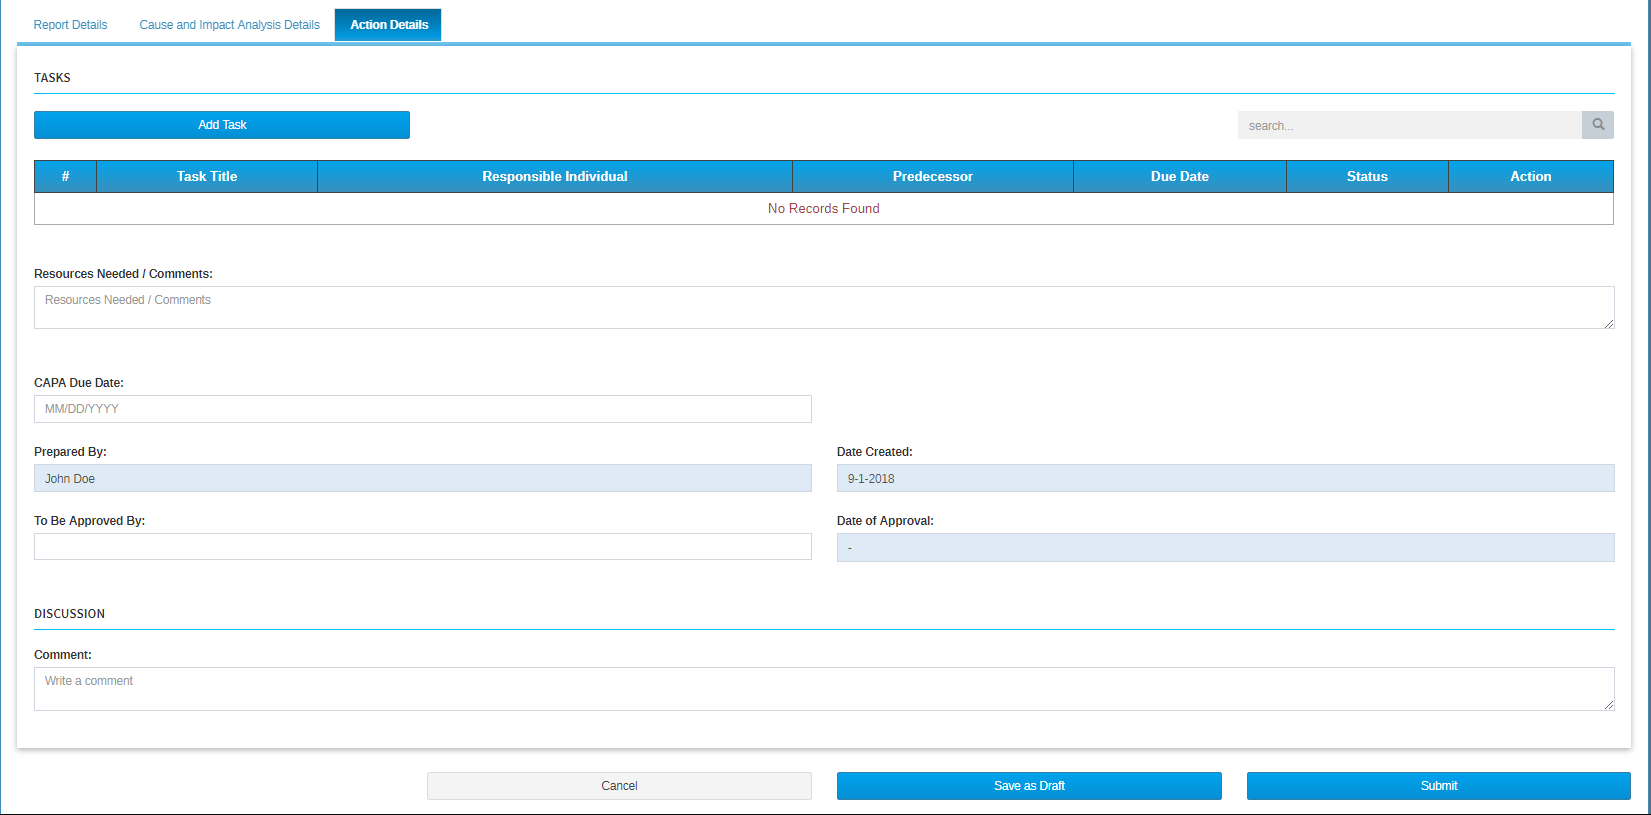 Report Details Cause and Impact Analysis Details Action Details
TASKS
Add Task search...
# Task Title Responsible Individual Predecessor Due Date Status Action
No Records Found
Resources Needed / Comments:
Resources Needed / Comments
CAPA Due Date:
MM/DD/YYYY
Prepared By: Date Created:
John Doe 9-1-2018
To Be Approved By: Date of Approval:
-
DISCUSSION
Comment:
Write a comment
Cancel Save as Draft Submit